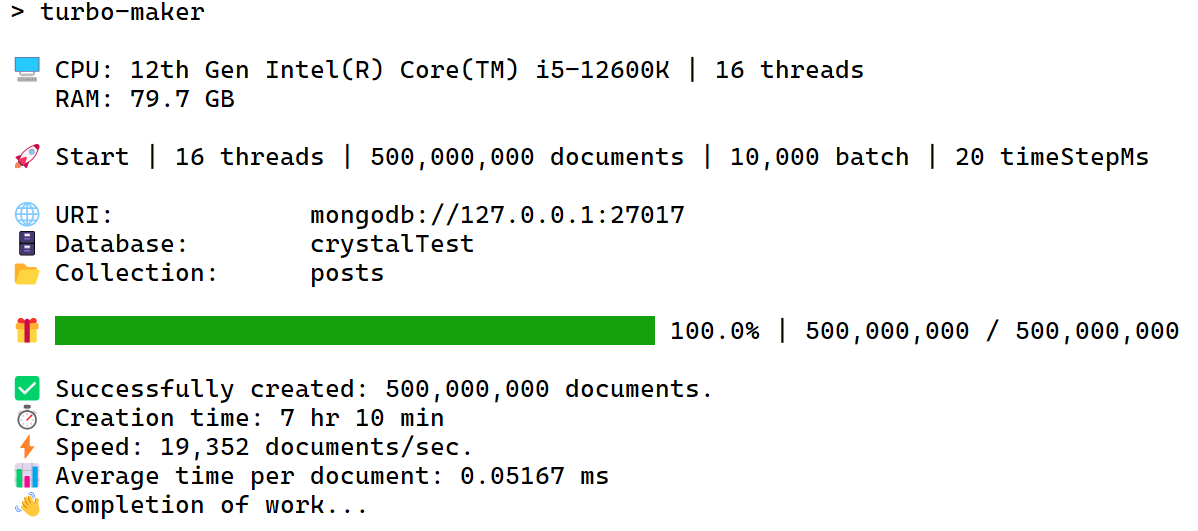 > turbo-maker
CPU: 12th Gen Intel(R) Core(TM) i5-12600K | 16 threads
RAM: 79.7 GB
Start | 16 threads | 500,000,000 documents | 10,000 batch | 20 timeStepMs
URI: mongodb://127.0.0.1:27017
Database: crystalTest
Collection: posts
100.0% | 500,000,000 / 500,000,000
Successfully created: 500,000,000 documents.
Creation time: 7 hr 10 min
Speed: 19,352 documents/sec.
Average time per document: 0.05167 ms
Completion of work...